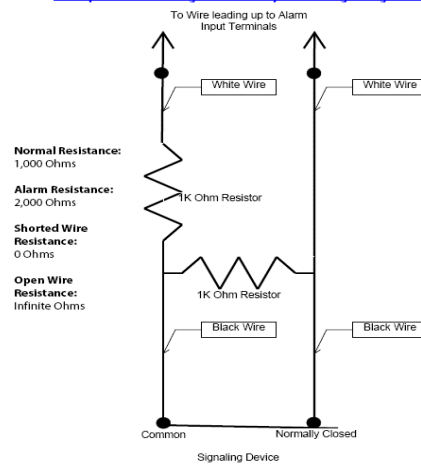 To Wire leading up to Alarm
Input Terminals
White Wire
White Wire
Normal Resistance:
1,000 Ohms
Alarm Resistance:
2,000 Ohms
Shorted Wire
Resistance:
0 Ohms
Open Wire
Resistance:
Infinite Ohms
1K Ohm Resistor
1K Ohm Resistor
Black Wire
Black Wire
Common
Normally Closed
Signaling Device